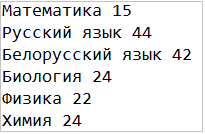 Математика 15
Русский язык 44
Белорусский язык 42
Биология 24
Физика 22
Химия 24